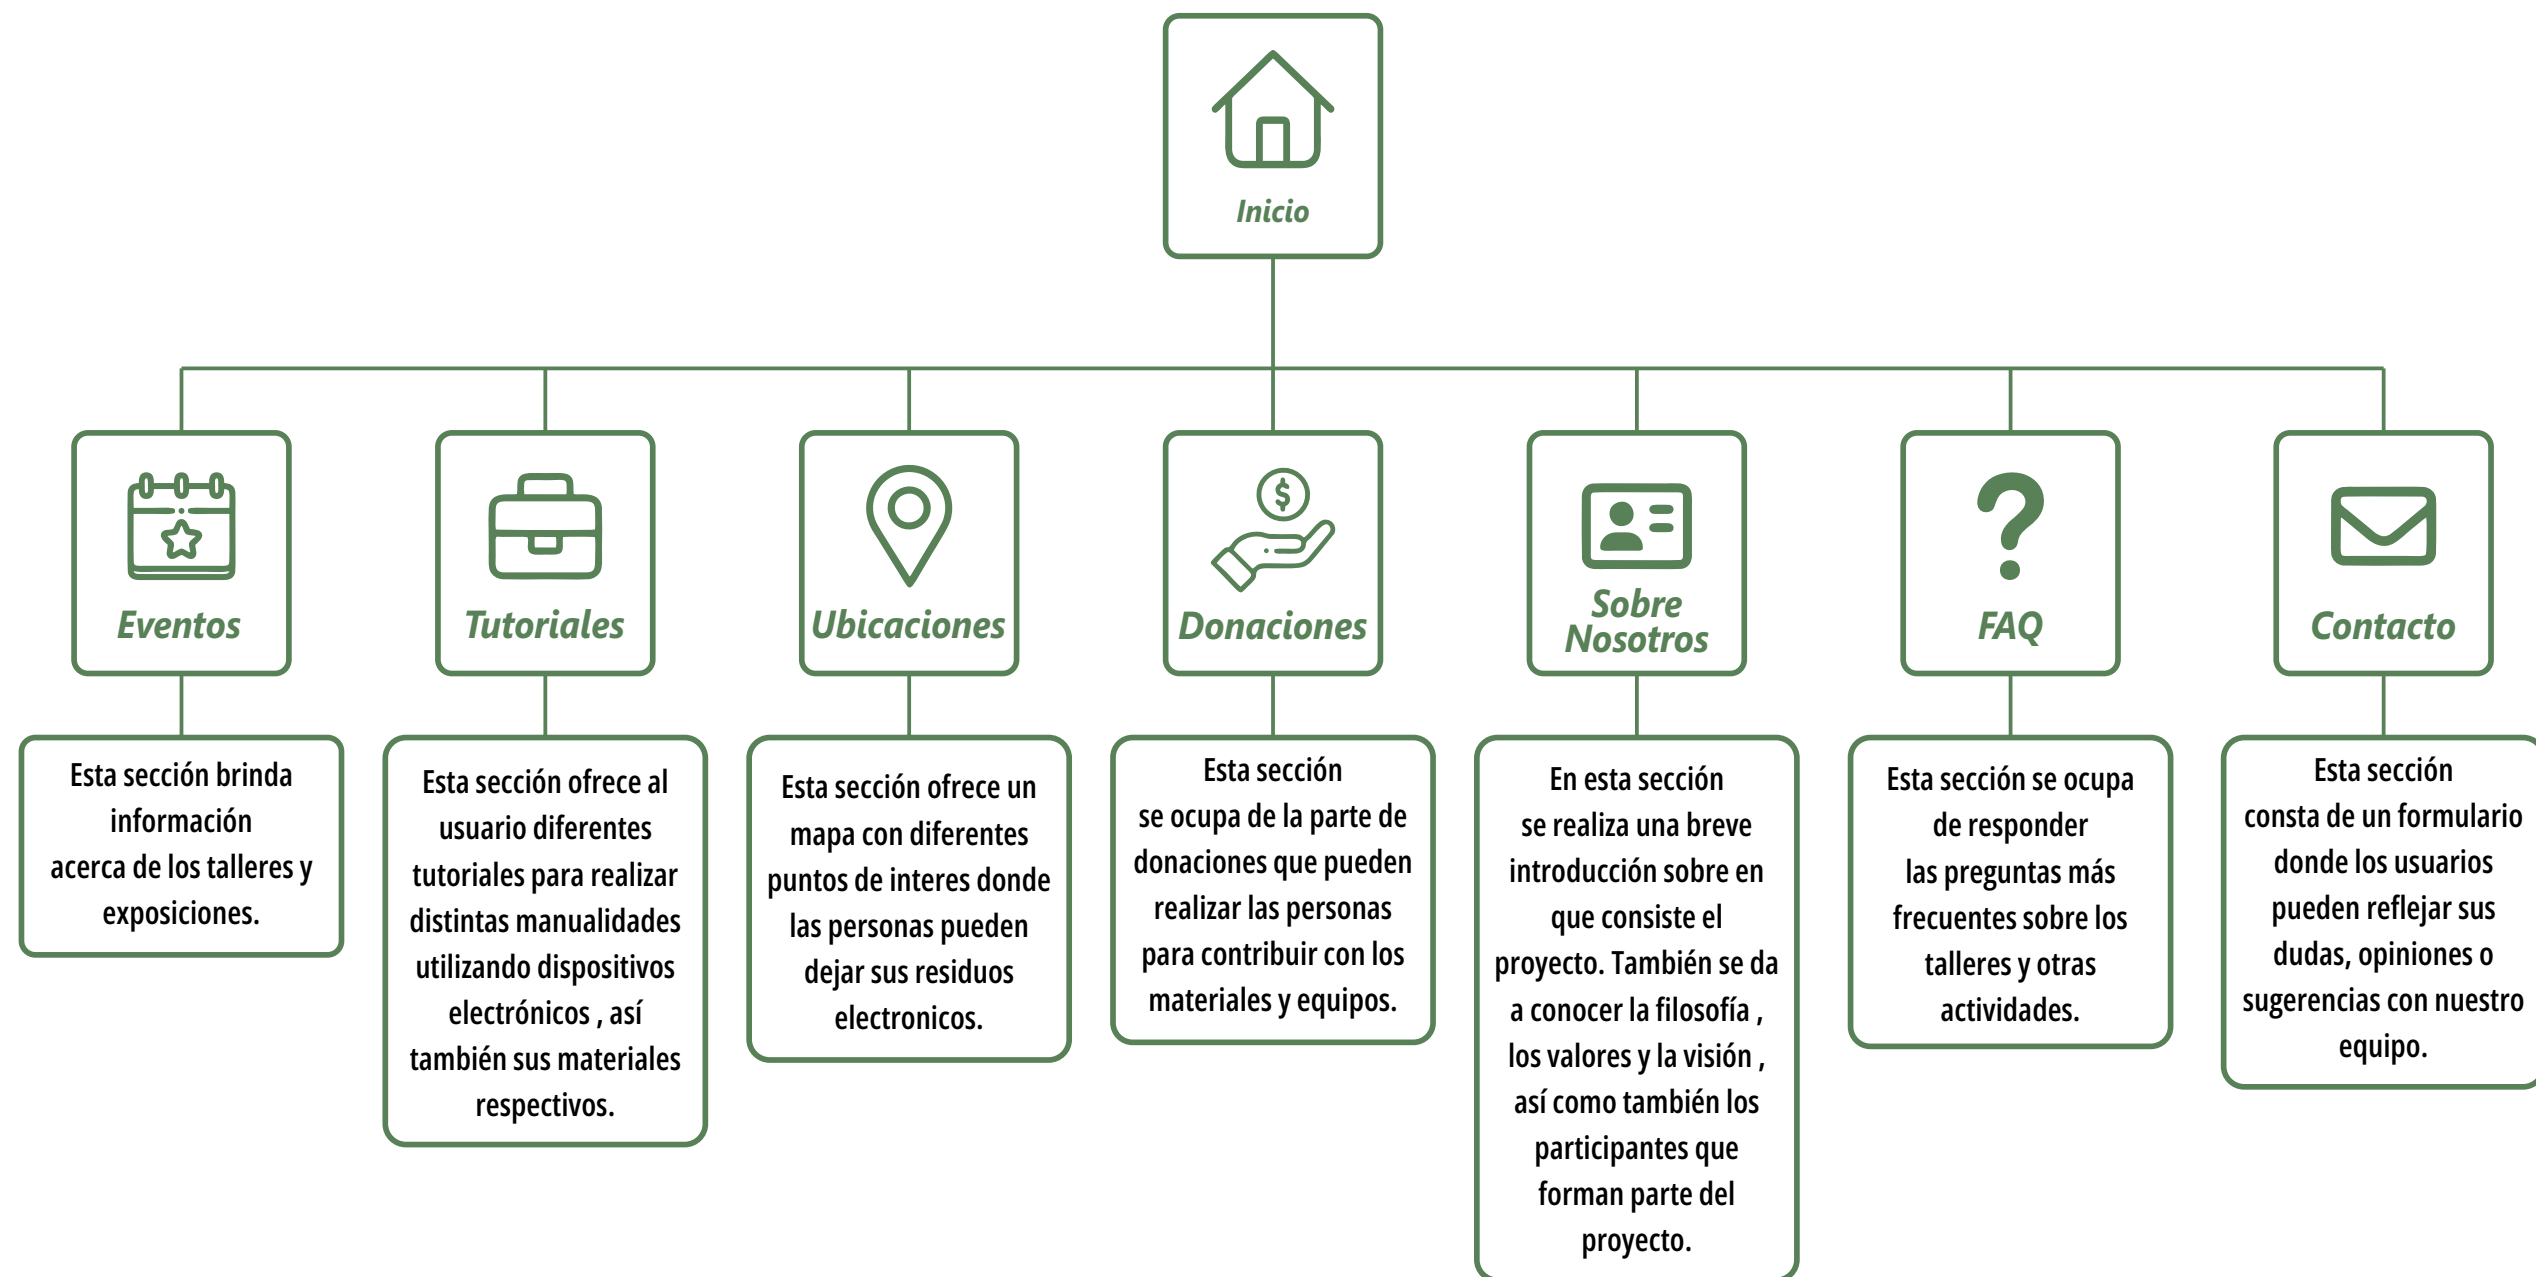 Inicio
Eventos
Tutoriales
Ubicaciones
$
Donaciones
Sobre
Nosotros
FAQ
Contacto
Esta sección brinda
información
acerca de los talleres y
exposiciones.
Esta sección ofrece al
usuario diferentes
tutoriales para realizar
distintas manualidades
utilizando dispositivos
electrónicos , así
también sus materiales
respectivos.
Esta sección ofrece un
mapa con diferentes
puntos de interes donde
las personas pueden
dejar sus residuos
electronicos.
Esta sección
se ocupa de la parte de
donaciones que pueden
realizar las personas
para contribuir con los
materiales y equipos.
En esta sección
se realiza una breve
introducción sobre en
que consiste el
proyecto. También se da
a conocer la filosofía ,
los valores y la visión ,
así como también los
participantes que
forman parte del
proyecto.
Esta sección se ocupa
de responder
las preguntas más
frecuentes sobre los
talleres y otras
actividades.
Esta sección
consta de un formulario
donde los usuarios
pueden reflejar sus
dudas, opiniones o
sugerencias con nuestro
equipo.